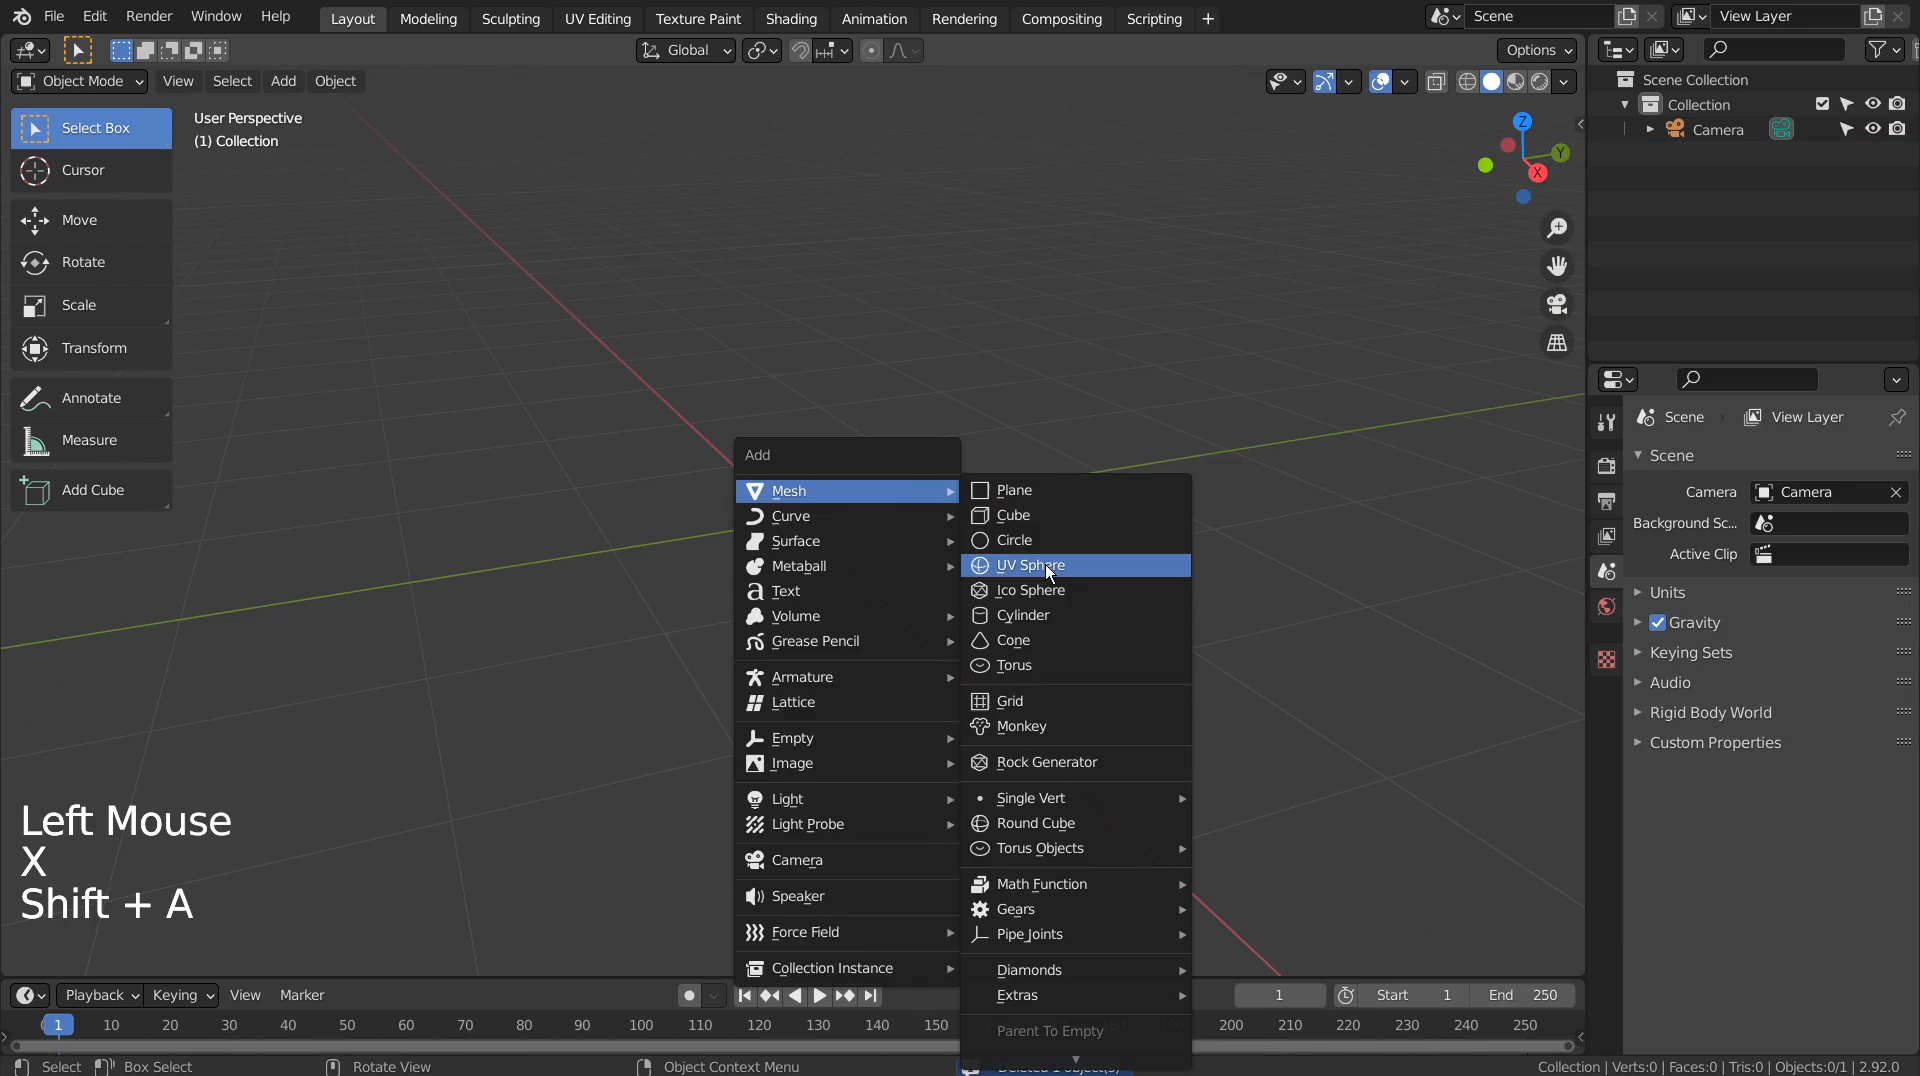 File Edit Render Window Help Layout Modeling Sculpting UV Editing Texture Paint Shading Animation Rendering Compositing Scripting + Scene View Layer
Global Options
Object Mode View Select Add Object
Scene Collection
Collection
Camera
Select Box
Cursor
Move
Rotate
Scale
Transform
Annotate
Measure
Add Cube
User Perspective
(1) Collection
Z
Y
X
Add
Mesh
Curve
Surface
Metaball
Text
Volume
Grease Pencil
Armature
Lattice
Empty
Image
Light
Light Probe
Camera
Speaker
Force Field
Collection Instance
Plane
Cube
Circle
UV Sphere
Ico Sphere
Cylinder
Cone
Torus
Grid
Monkey
Rock Generator
Single Vert
Round Cube
Torus Objects
Math Function
Gears
Pipe Joints
Diamonds
Extras
Parent To Empty
Scene View Layer
Scene
Camera Camera
Background Sc...
Active Clip
Units
Gravity
Keying Sets
Audio
Rigid Body World
Custom Properties
Left Mouse
X
Shift + A
Playback Keying View Marker 1 Start 1 End 250
1 10 20 30 40 50 60 70 80 90 100 110 120 130 140 150 200 210 220 230 240 250
Select Box Select Rotate View Object Context Menu Deleted 1 object(s) Collection | Verts:0 | Faces:0 | Tris:0 | Objects:0/1 | 2.92.0